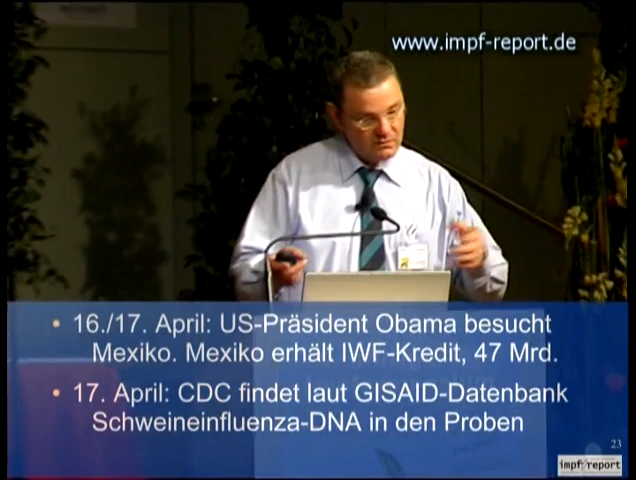 www.impf-report.de
• 16./17. April: US-Präsident Obama besucht
Mexiko. Mexiko erhält IWF-Kredit, 47 Mrd.
• 17. April: CDC findet laut GISAID-Datenbank
Schweineinfluenza-DNA in den Proben
23
impf report